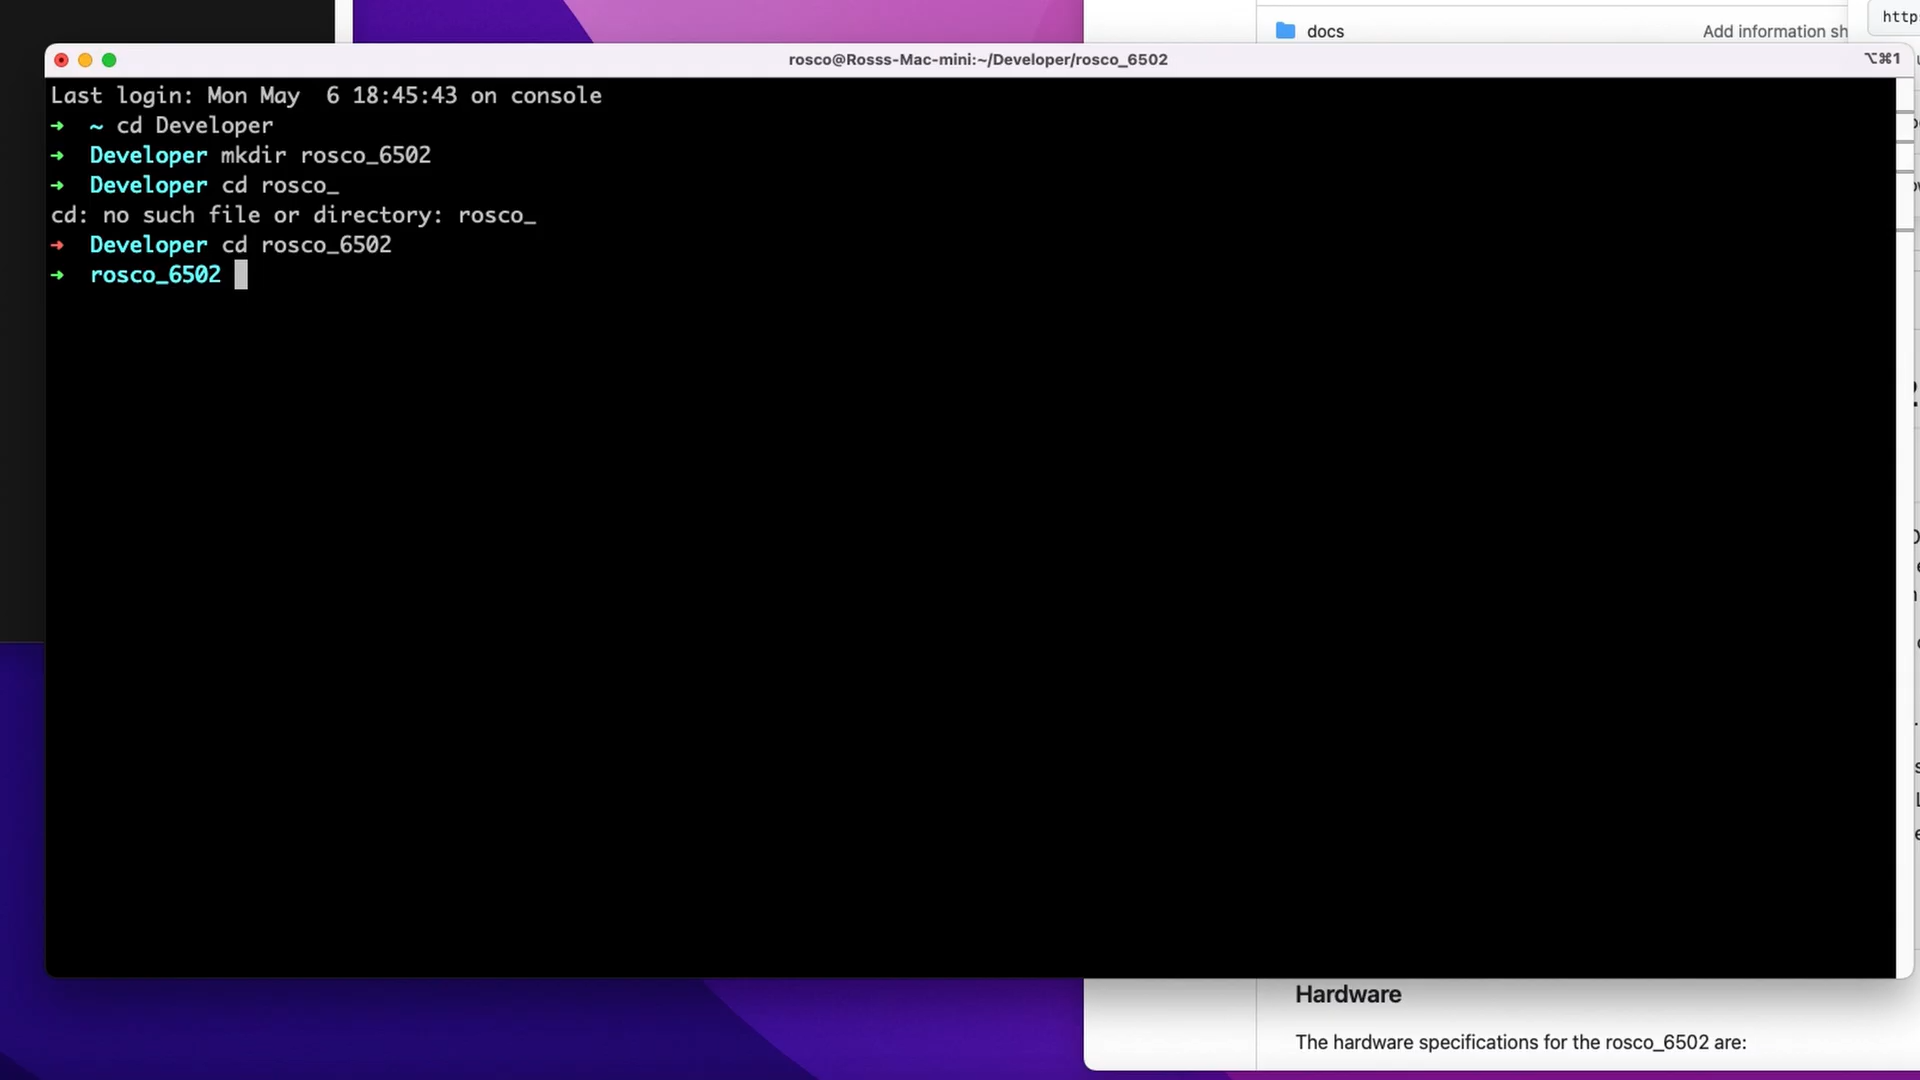 docs
Add information sh
http
rosco@Rosss-Mac-mini:~/Developer/rosco_6502
⌥⌘1
Last login: Mon May  6 18:45:43 on console
➜  ~ cd Developer
➜  Developer mkdir rosco_6502
➜  Developer cd rosco_
cd: no such file or directory: rosco_
➜  Developer cd rosco_6502
➜  rosco_6502
Hardware
The hardware specifications for the rosco_6502 are: